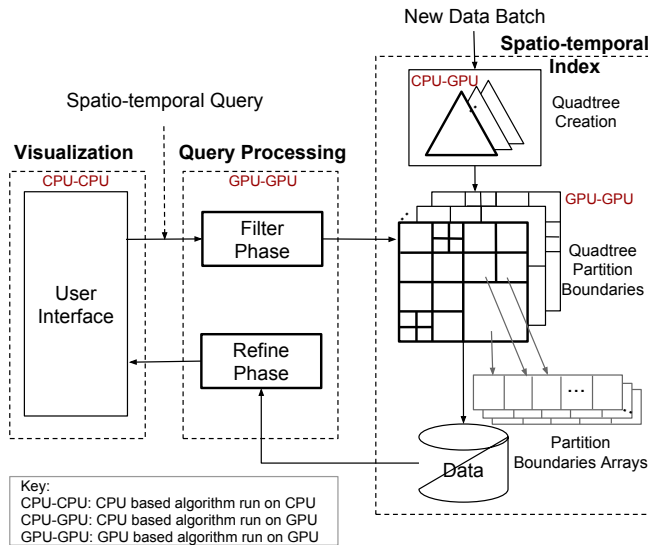 New Data Batch
Spatio-temporal
Index
CPU-GPU
Quadtree
Creation
Spatio-temporal Query
Visualization
Query Processing
CPU-CPU
GPU-GPU
GPU-GPU
Filter
Phase
Quadtree
Partition
Boundaries
User
Interface
Refine
Phase
Partition
Boundaries Arrays
Data
Key:
CPU-CPU: CPU based algorithm run on CPU
CPU-GPU: CPU based algorithm run on GPU
GPU-GPU: GPU based algorithm run on GPU